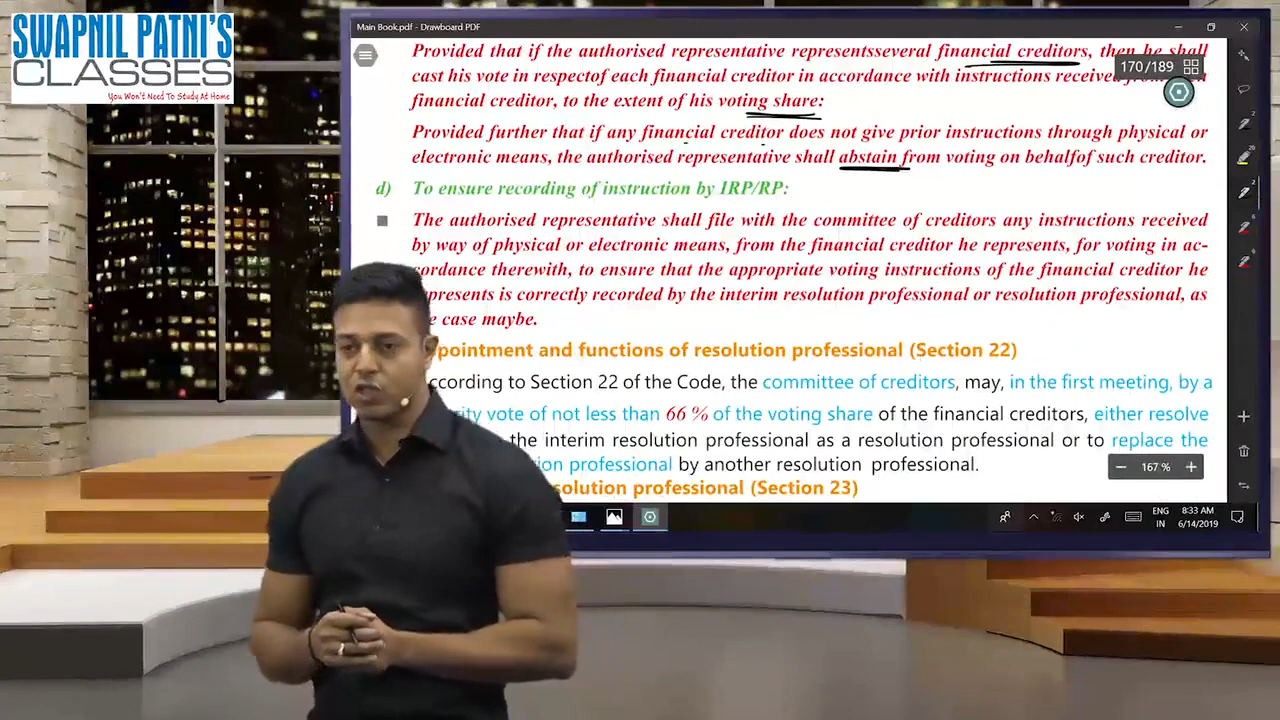 SWAPNIL PATNI'S
CLASSES
You Won't Need To Study At Home
Main Book.pdf - Drawboard PDF
Provided that if the authorised representative representsseveral financial creditors, then he shall
170/189
cast his vote in respectof each financial creditor in accordance with instructions received
financial creditor, to the extent of his voting share:
Provided further that if any financial creditor does not give prior instructions through physical or
electronic means, the authorised representative shall abstain from voting on behalfof such creditor.
d) To ensure recording of instruction by IRP/RP:
The authorised representative shall file with the committee of creditors any instructions received
by way of physical or electronic means, from the financial creditor he represents, for voting in ac-
cordance therewith, to ensure that the appropriate voting instructions of the financial creditor he
represents is correctly recorded by the interim resolution professional or resolution professional, as
case maybe.
pointment and functions of resolution professional (Section 22)
ccording to Section 22 of the Code, the committee of creditors, may, in the first meeting, by a
rity vote of not less than 66 % of the voting share of the financial creditors, either resolve
the interim resolution professional as a resolution professional or to replace the
ion professional by another resolution professional.
167 %
solution professional (Section 23)
ENG
IN
8:33 AM
6/14/2019